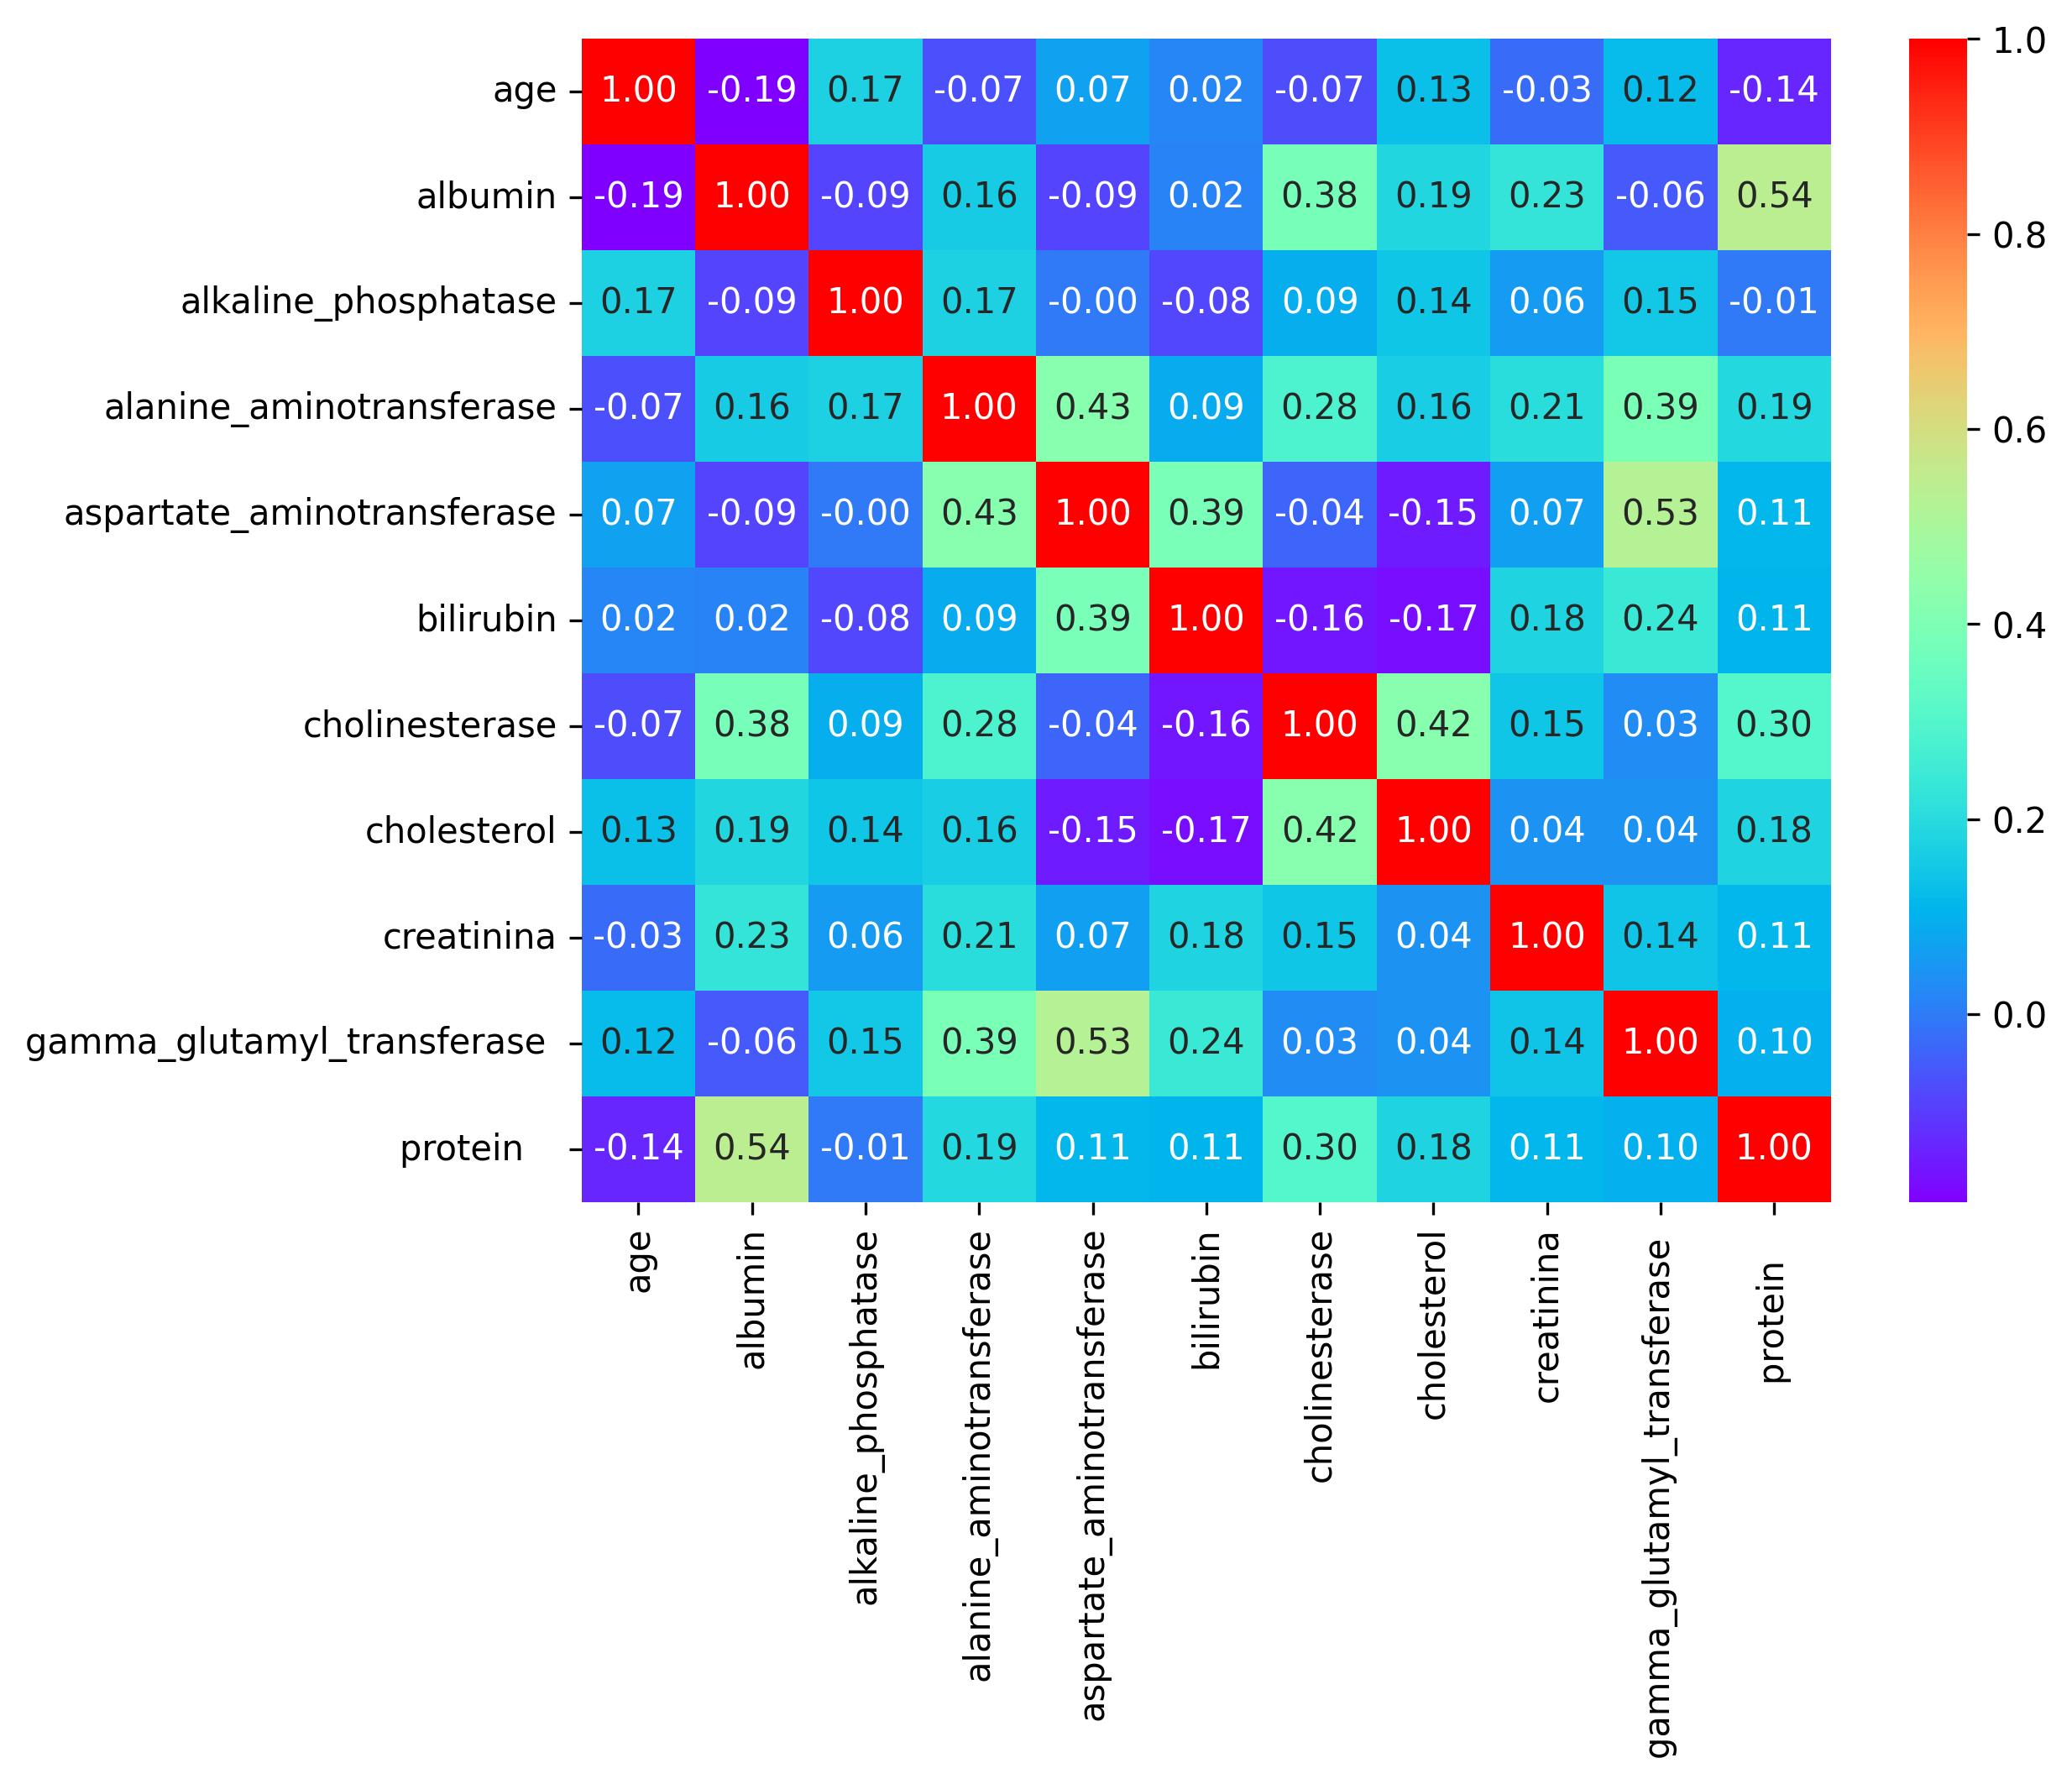 age 1.00 -0.19 0.17 -0.07 0.07 0.02 -0.07 0.13 -0.03 0.12 -0.14
albumin -0.19 1.00 -0.09 0.16 -0.09 0.02 0.38 0.19 0.23 -0.06 0.54
alkaline_phosphatase 0.17 -0.09 1.00 0.17 -0.00 -0.08 0.09 0.14 0.06 0.15 -0.01
alanine_aminotransferase -0.07 0.16 0.17 1.00 0.43 0.09 0.28 0.16 0.21 0.39 0.19
aspartate_aminotransferase 0.07 -0.09 -0.00 0.43 1.00 0.39 -0.04 -0.15 0.07 0.53 0.11
bilirubin 0.02 0.02 -0.08 0.09 0.39 1.00 -0.16 -0.17 0.18 0.24 0.11
cholinesterase -0.07 0.38 0.09 0.28 -0.04 -0.16 1.00 0.42 0.15 0.03 0.30
cholesterol 0.13 0.19 0.14 0.16 -0.15 -0.17 0.42 1.00 0.04 0.04 0.18
creatinina -0.03 0.23 0.06 0.21 0.07 0.18 0.15 0.04 1.00 0.14 0.11
gamma_glutamyl_transferase 0.12 -0.06 0.15 0.39 0.53 0.24 0.03 0.04 0.14 1.00 0.10
protein -0.14 0.54 -0.01 0.19 0.11 0.11 0.30 0.18 0.11 0.10 1.00
age
albumin
alkaline_phosphatase
alanine_aminotransferase
aspartate_aminotransferase
bilirubin
cholinesterase
cholesterol
creatinina
gamma_glutamyl_transferase
protein
1.0
0.8
0.6
0.4
0.2
0.0